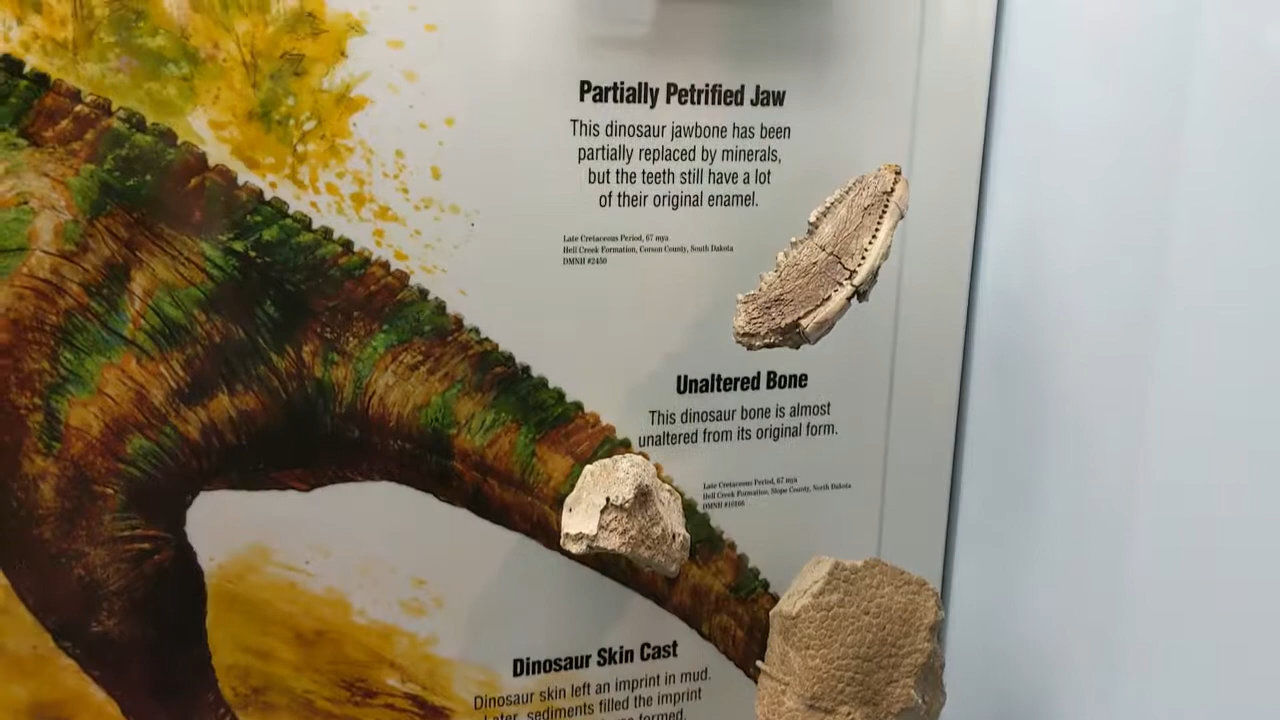 Partially Petrified Jaw
This dinosaur jawbone has been
partially replaced by minerals,
but the teeth still have a lot
of their original enamel.
Late Cretaceous Period, 67 mya
Hell Creek Formation, Corson County, South Dakota
DMNH #2450
Unaltered Bone
This dinosaur bone is almost
unaltered from its original form.
Late Cretaceous Period, 67 mya
Hell Creek Formation, Slope County, North Dakota
Dinosaur Skin Cast
Dinosaur skin left an imprint in mud.
sediments filled the imprint
formed.